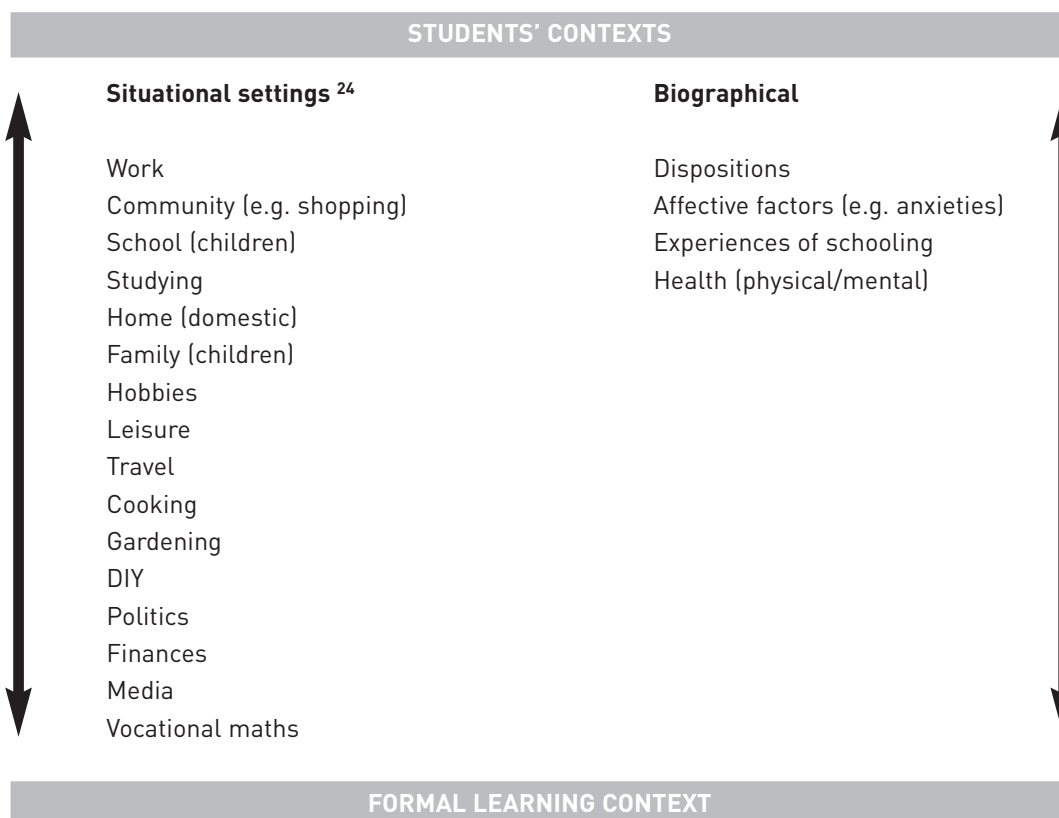 STUDENTS’ CONTEXTS
Situational settings 24
Work
Community (e.g. shopping)
School (children)
Studying
Home (domestic)
Family (children)
Hobbies
Leisure
Travel
Cooking
Gardening
DIY
Politics
Finances
Media
Vocational maths
Biographical
Dispositions
Affective factors (e.g. anxieties)
Experiences of schooling
Health (physical/mental)
FORMAL LEARNING CONTEXT